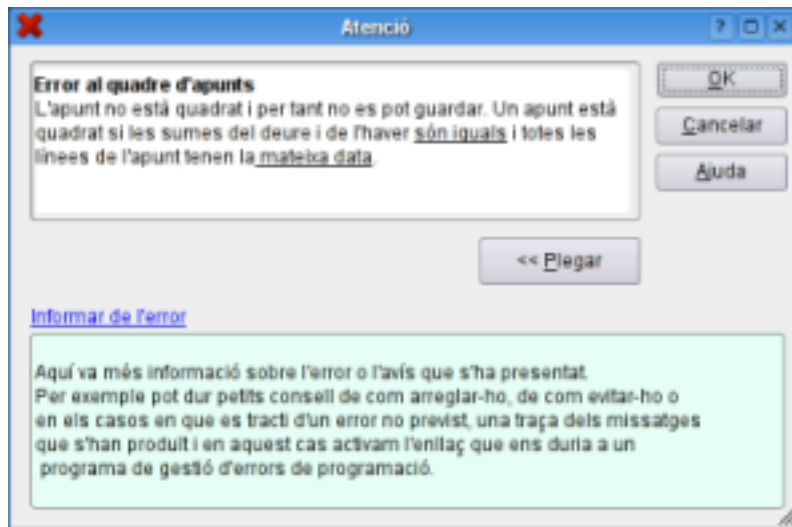 Atenció
Error al quadre d'apunts
L'apunt no està quadrat i per tant no es pot guardar. Un apunt està
quadrat si les sumes del deure i de l'haver són iguals i totes les
línees de l'apunt tenen la mateixa data.
OK
Cancelar
Ajuda
<< Plegar
Informar de l'error
Aquí va més informació sobre l'error o l'avís que s'ha presentat.
Per exemple pot dur petits consell de com arreglar-ho, de com evitar-ho o
en els casos en que es tracti d'un error no previst, una traça dels missatges
que s'han produït i en aquest cas activam l'enllaç que ens duria a un
programa de gestió d'errors de programació.